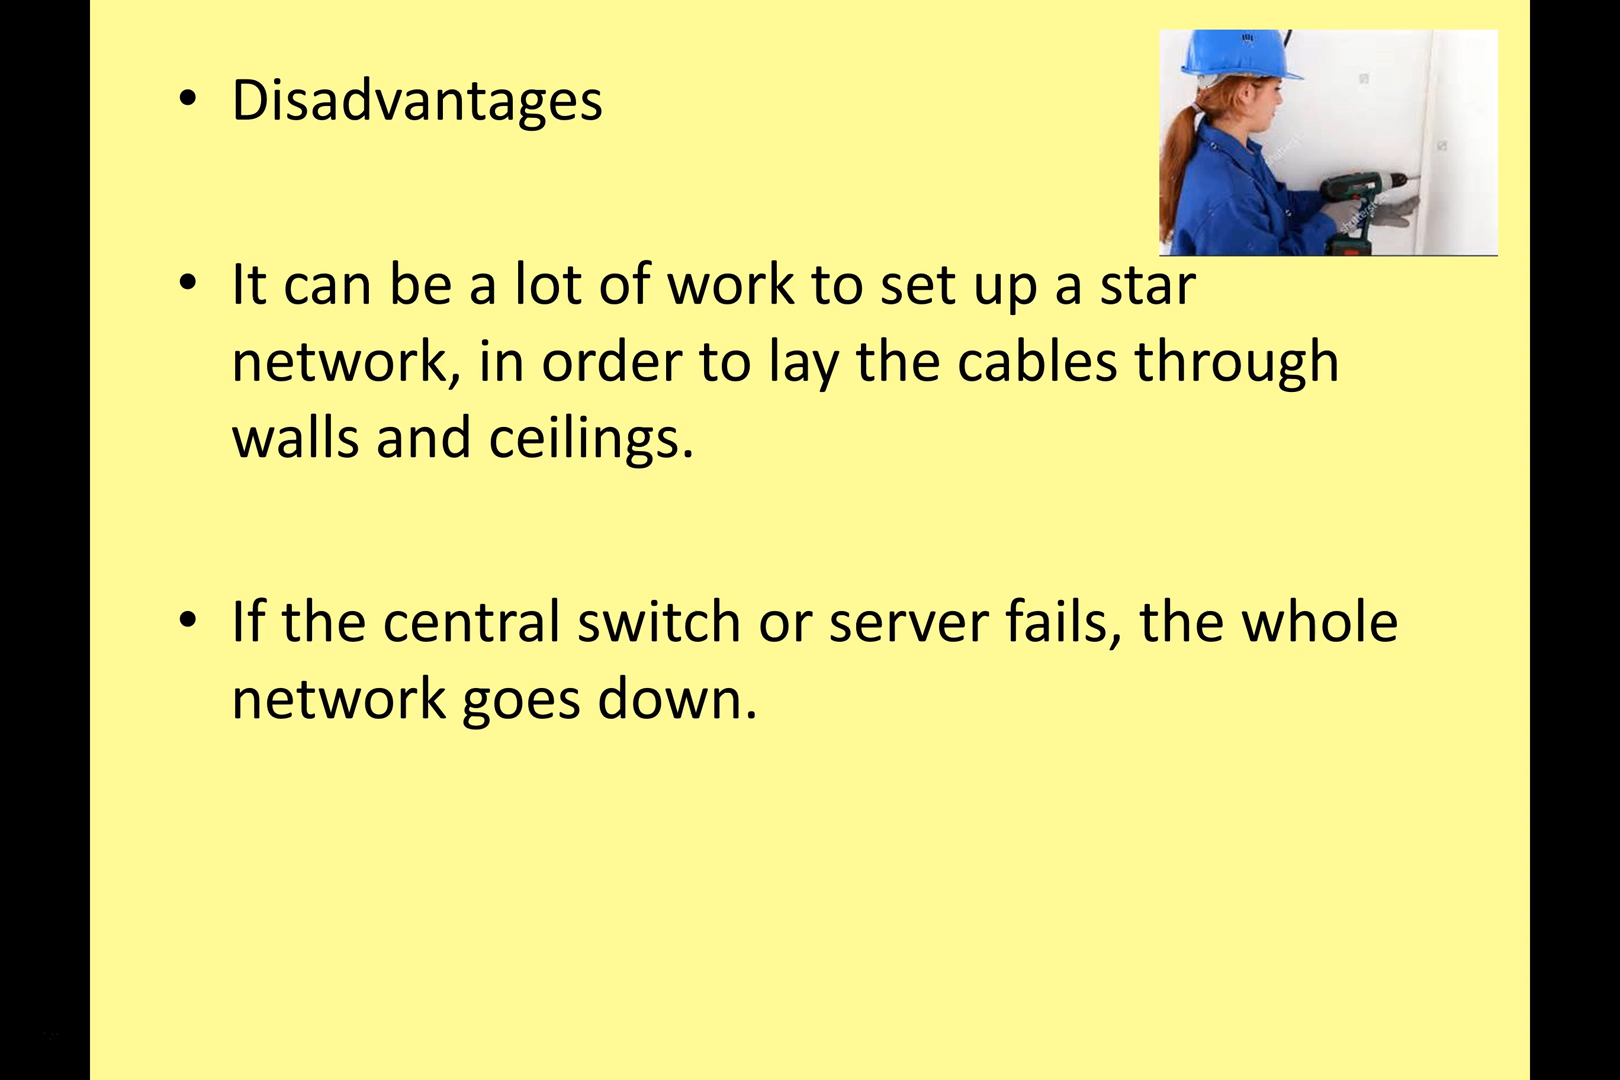 • Disadvantages
• It can be a lot of work to set up a star
network, in order to lay the cables through
walls and ceilings.
• If the central switch or server fails, the whole
network goes down.